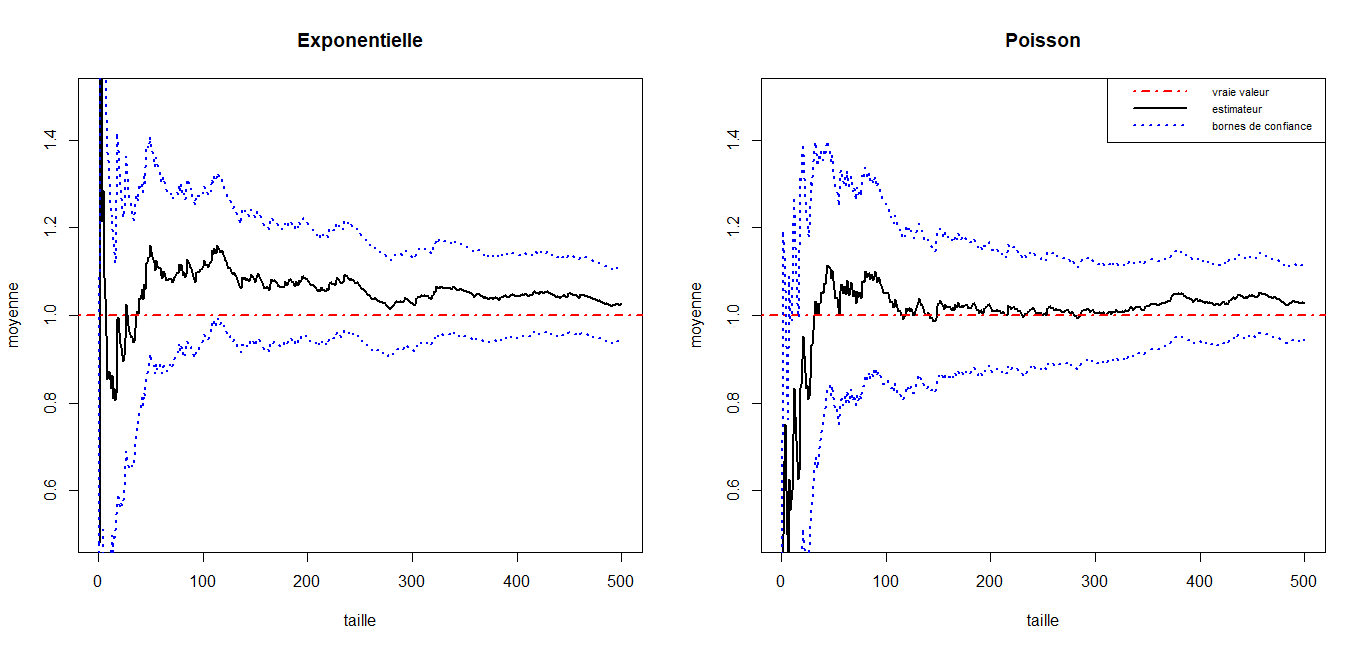 Exponentielle
moyenne
1.4
1.2
1.0
0.8
0.6
0 100 200 300 400 500
taille
Poisson
vraie valeur
estimateur
bornes de confiance
moyenne
1.4
1.2
1.0
0.8
0.6
0 100 200 300 400 500
taille